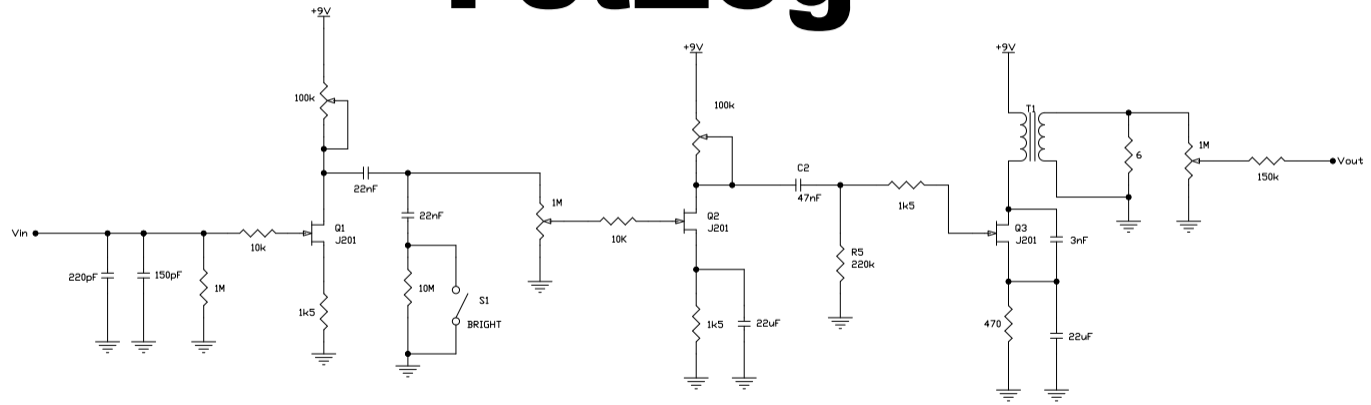 +9V
100k
22nF
22nF
Vin
220pF
150pF
1M
10k
Q1
J201
1k5
10M
S1
BRIGHT
1M
10K
+9V
100k
Q2
J201
1k5
22uF
C2
47nF
R5
220k
1k5
+9V
T1
Q3
J201
3nF
470
22uF
6
1M
150k
Vout